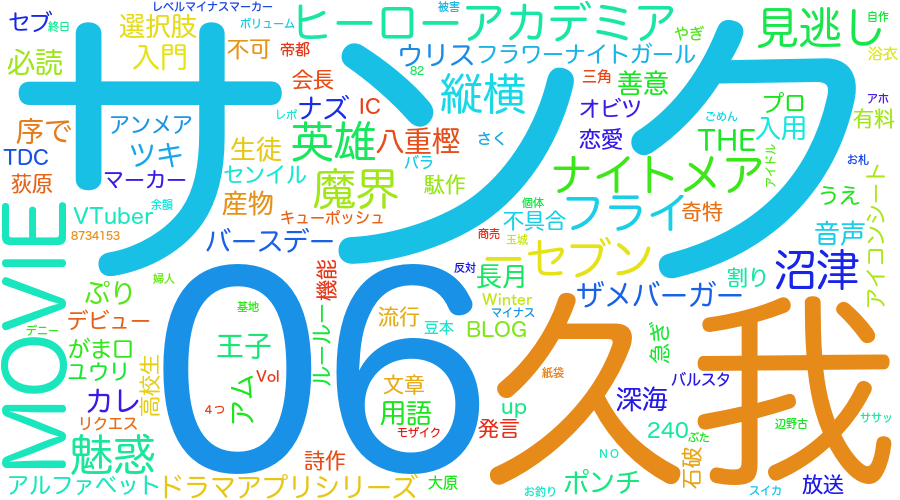 セブ
終日
レベルマイナスマーカー
ボリューム
選択肢
ヒーローアカデミア
被害
見逃し
自作
必読
入門
不可
帝都
ウリス
フラワーナイトガール
やぎ
浴衣
サンク
会長
縦横
82
三角
善意
アホ
序で
アンメア
ナズ
IC
レポ
英雄
八重樫
さく
オビツ
プロ
ごめん
有料
TDC
ツキ
生徒
バラ
恋愛
THE
入用
荻原
マーカー
センイル
魔界
駄作
ナイトメア
アイドル
お札
うえ
VTuber
余韻
産物
キューポッシュ
個体
不具合
フライ
奇特
音声
アイコンシート
8734153
バースデー
商売
玉城
ーセブン
沼津
MOVIE
婦人
機能
反対
長月
割り
ぷり
デビュー
デニー
墓地
06
流行
Winter
マイナス
ザメバーガー
がま口
王子
ルールー
豆本
BLOG
久我
急ぎ
ユウリ
高校生
アム
Vol
文章
紙袋
バルスタ
カレ
4つ
用語
up
深海
ササッ
リクエス
モザイク
発言
240
ぶた
辺野古
魅惑
詩作
NO
石破
アルファベット
ドラマアプリシリーズ
大原
お釣り
ポンチ
スイカ
放送